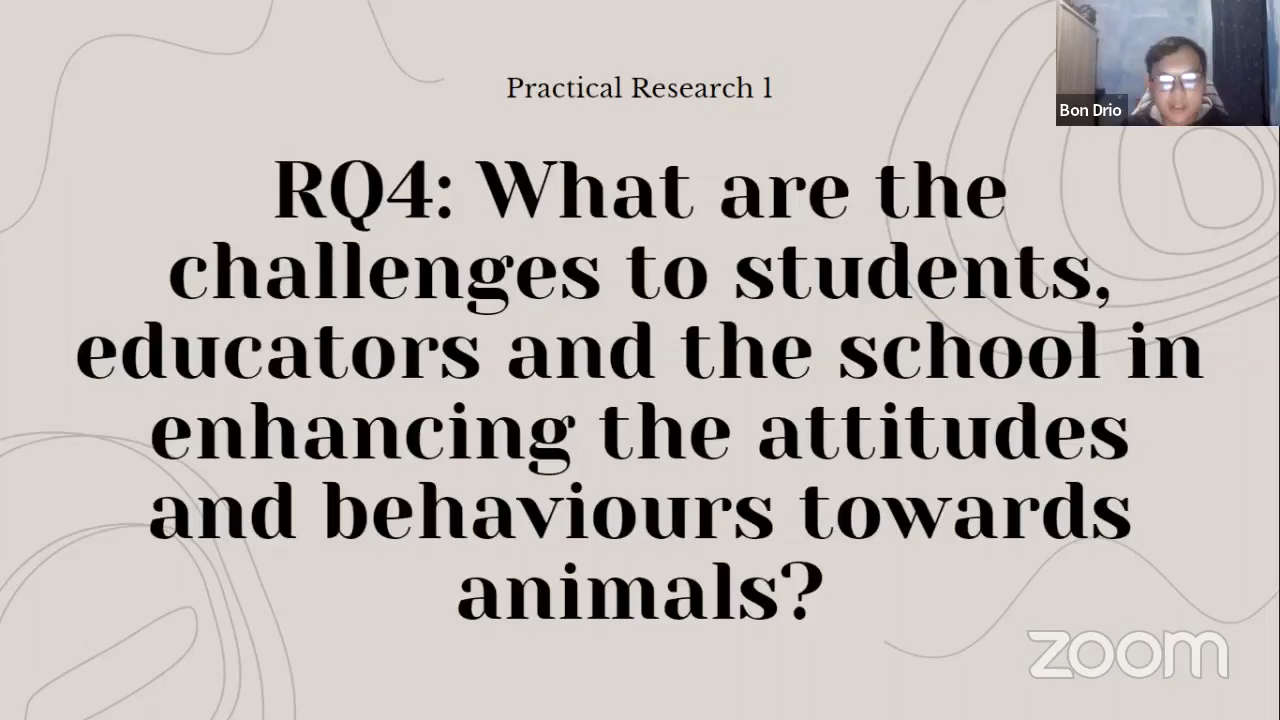 Practical Research 1
Bon Drio
RQ4: What are the
challenges to students,
educators and the school in
enhancing the attitudes
and behaviours towards
animals?
zoom